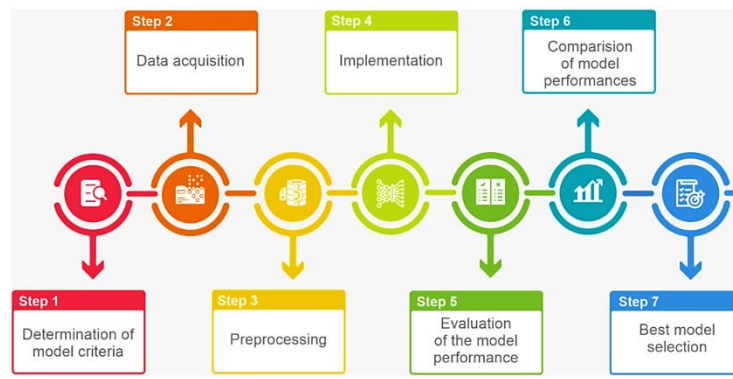 Step 1
Determination of
model criteria
Step 2
Data acquisition
Step 3
Preprocessing
Step 4
Implementation
Step 5
Evaluation
of the model
performance
Step 6
Comparision
of model
performances
Step 7
Best model
selection